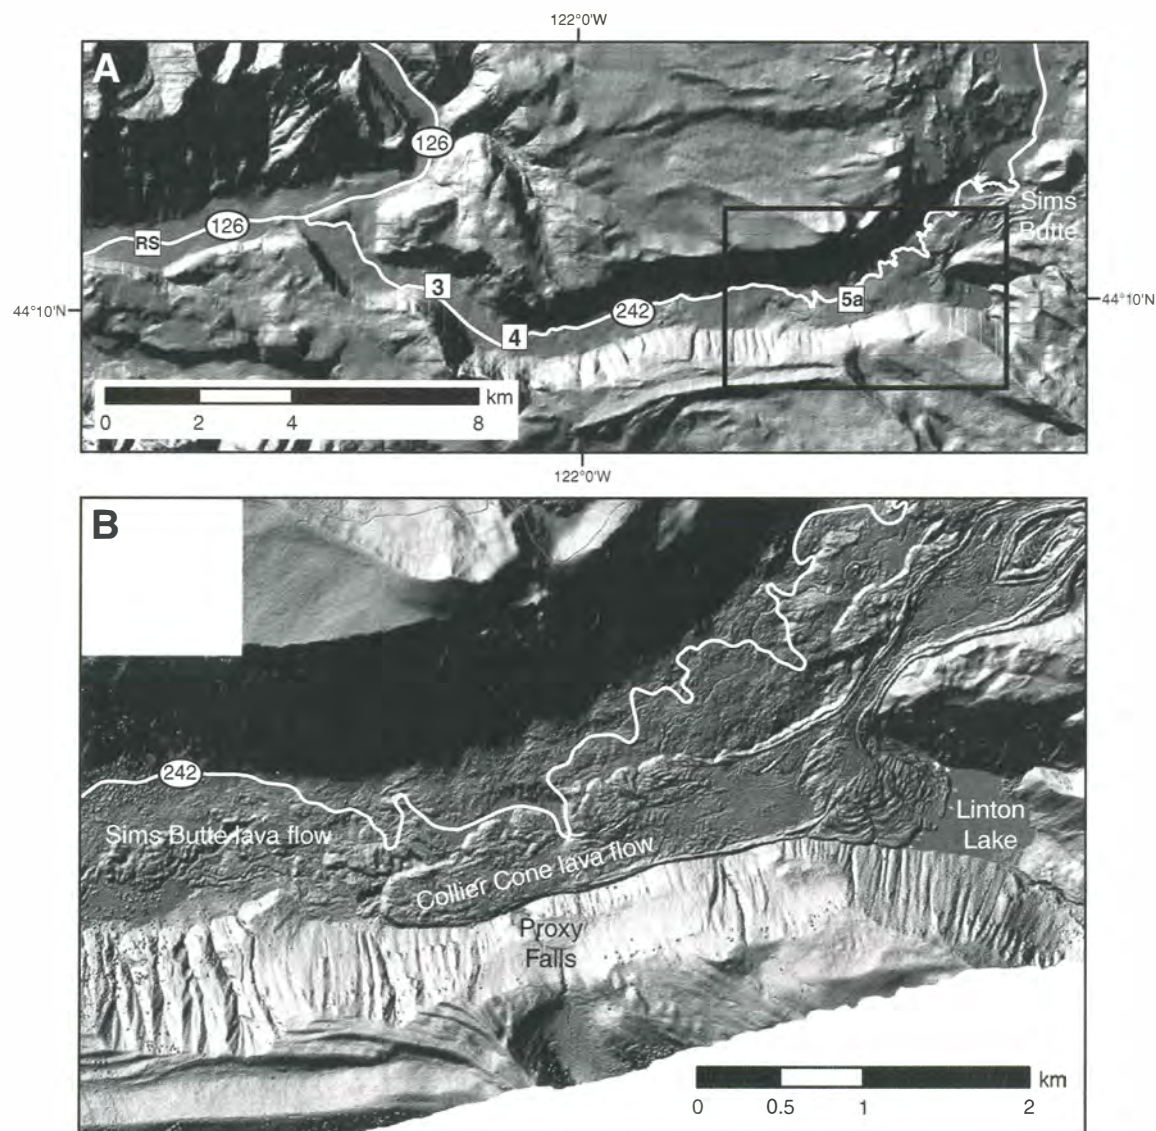 122°0'W
A
126
126
RS
Sims
Butte
3
44°10'N
44°10'N
242
5a
4
km
0 2 4 8
122°0'W
B
242
Linton
Lake
Sims Butte lava flow
Collier Cone lava flow
Proxy
Falls
km
0 0.5 1 2